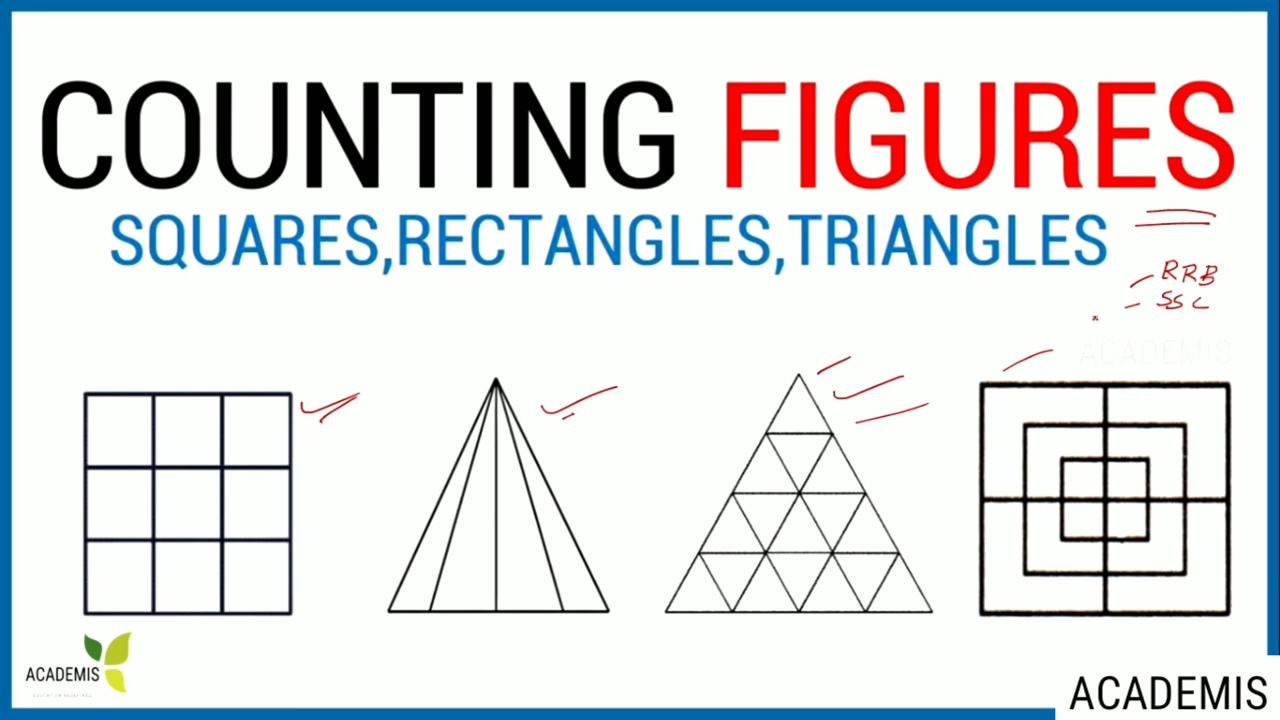 COUNTING FIGURES
SQUARES,RECTANGLES,TRIANGLES
RRB
SSC
ACADEMIS
ACADEMIS
ACADEMIS